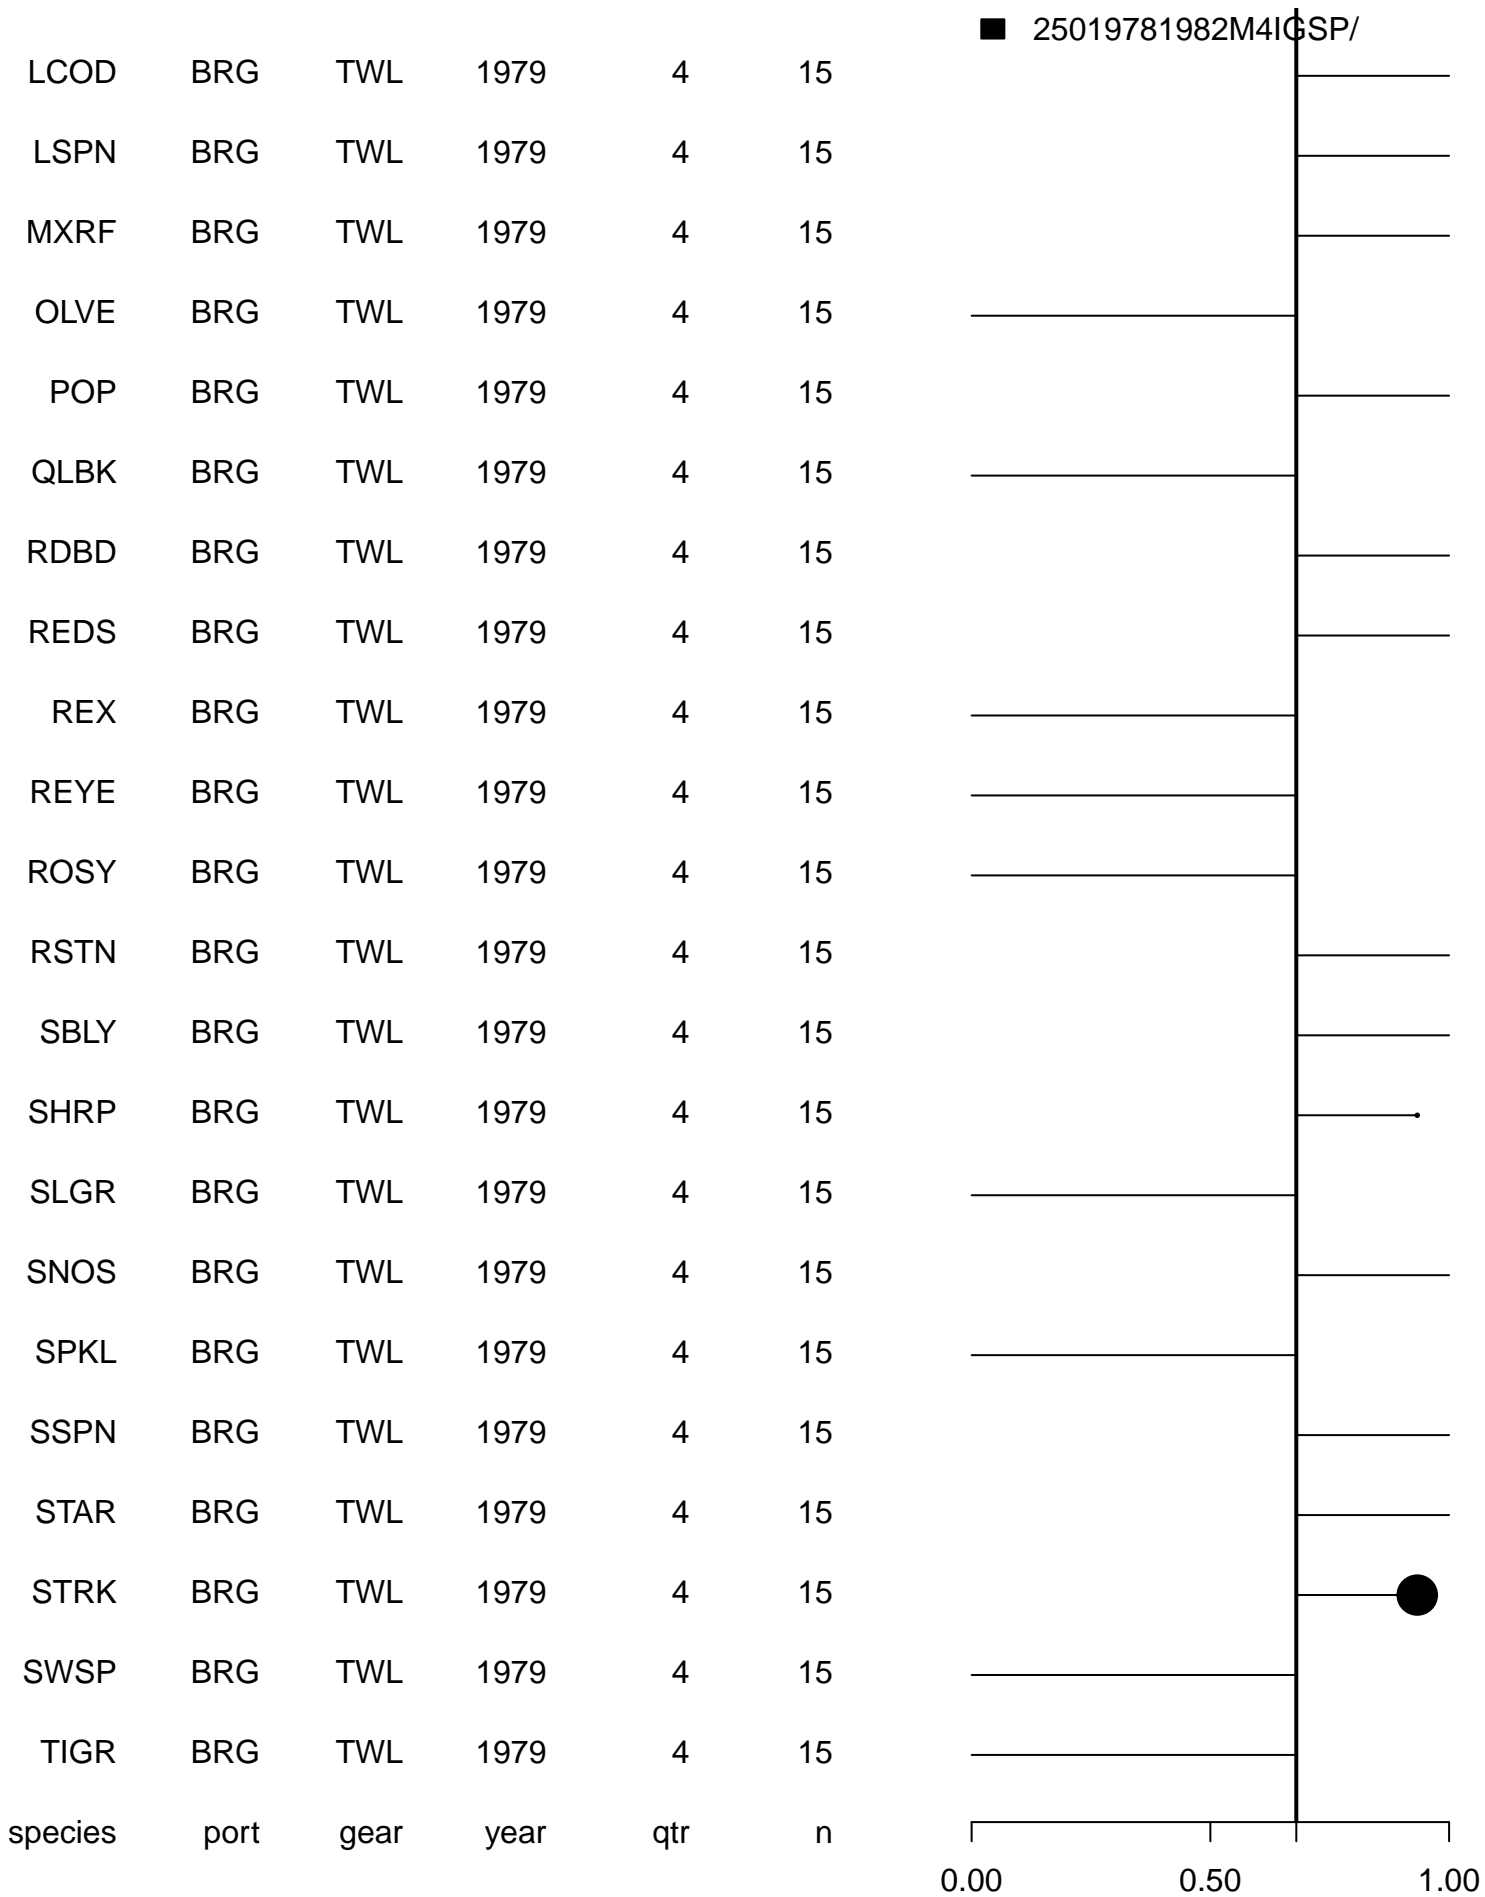 25019781982M4IGSP/
LCOD BRG TWL 1979 4 15
LSPN BRG TWL 1979 4 15
MXRF BRG TWL 1979 4 15
OLVE BRG TWL 1979 4 15
POP BRG TWL 1979 4 15
QLBK BRG TWL 1979 4 15
RDBD BRG TWL 1979 4 15
REDS BRG TWL 1979 4 15
REX BRG TWL 1979 4 15
REYE BRG TWL 1979 4 15
ROSY BRG TWL 1979 4 15
RSTN BRG TWL 1979 4 15
SBLY BRG TWL 1979 4 15
SHRP BRG TWL 1979 4 15
SLGR BRG TWL 1979 4 15
SNOS BRG TWL 1979 4 15
SPKL BRG TWL 1979 4 15
SSPN BRG TWL 1979 4 15
STAR BRG TWL 1979 4 15
STRK BRG TWL 1979 4 15
SWSP BRG TWL 1979 4 15
TIGR BRG TWL 1979 4 15
species port gear year qtr n
0.00 0.50 1.00